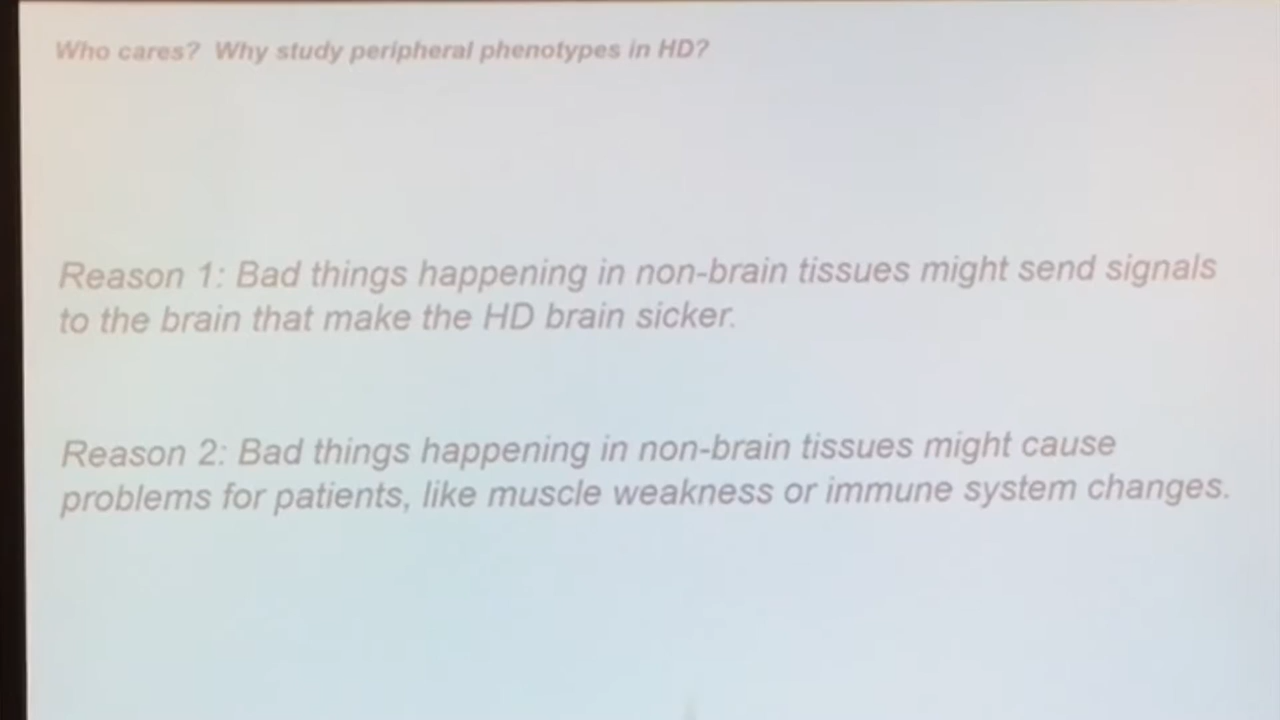 Who cares? Why study peripheral phenotypes in HD?
Reason 1: Bad things happening in non-brain tissues might send signals
to the brain that make the HD brain sicker.
Reason 2: Bad things happening in non-brain tissues might cause
problems for patients, like muscle weakness or immune system changes.